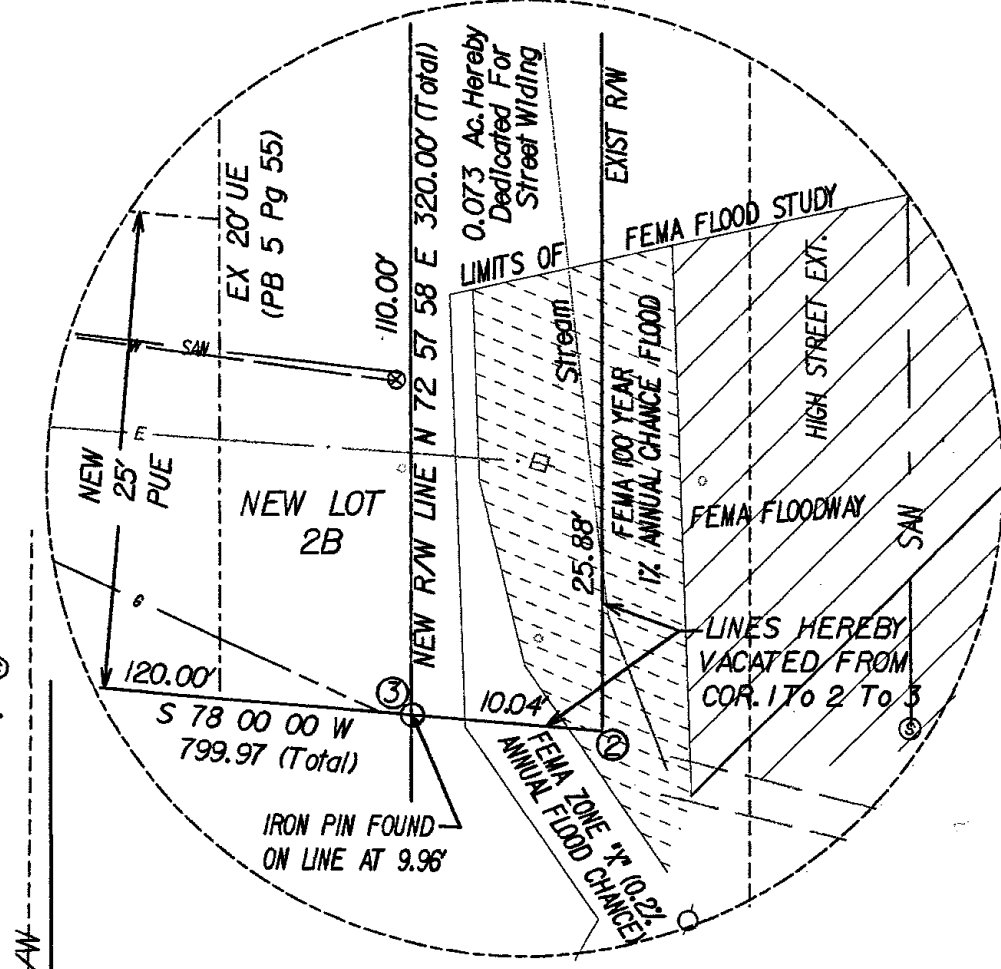 EX 20' UE
(PB 5 Pg 55)
110.00'
NEW R/W LINE N 72 57 58 E 320.00' (Total)
0.073 Ac. Hereby
Dedicated For
Street Widing
EXIST R/W
LIMITS OF
FEMA FLOOD STUDY
W
SAN
E
G
NEW
25'
PUE
NEW LOT
2B
Stream
25.88'
FEMA 100 YEAR
1% ANNUAL CHANCE FLOOD
HIGH STREET EXT.
FEMA FLOODWAY
SAN
S
LINES HEREBY
VACATED FROM
COR. 1 To 2 To 3
120.00'
3
10.04'
2
S 78 00 00 W
799.97 (Total)
FEMA ZONE "X" (0.2%
ANNUAL FLOOD CHANCE)
IRON PIN FOUND
ON LINE AT 9.96'